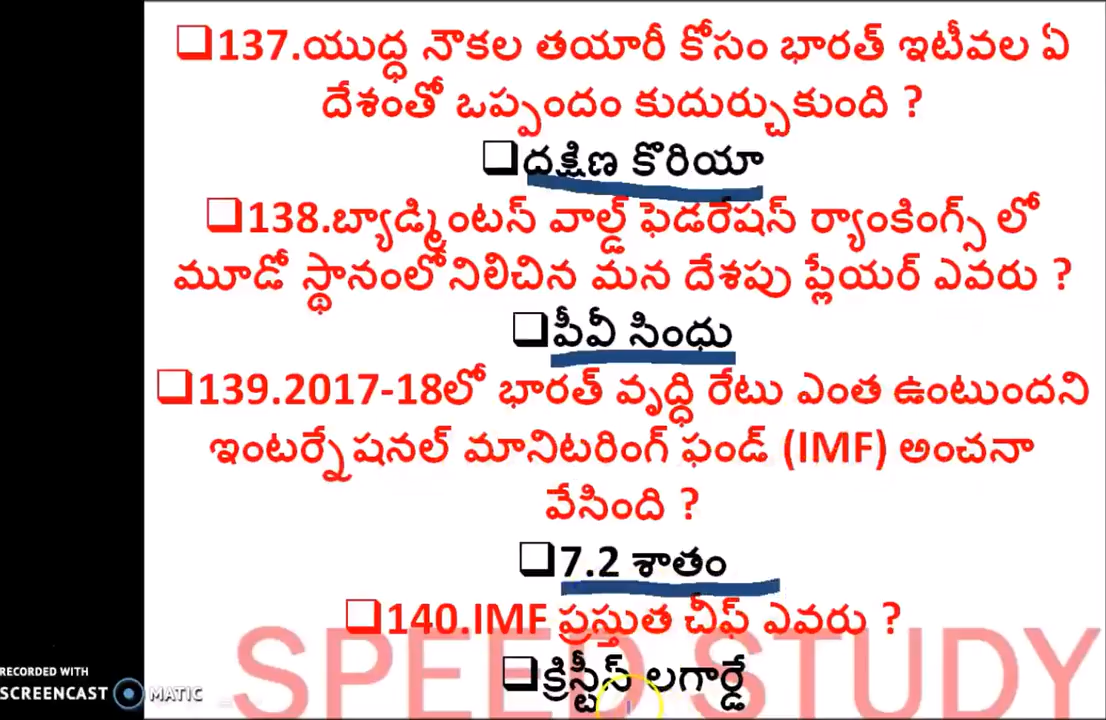 ❑137.యుద్ధ నౌకల తయారీ కోసం భారత్ ఇటీవల ఏ
దేశంతో ఒప్పందం కుదుర్చుకుంది ?
❑దక్షిణ కొరియా
❑138.బ్యాడ్మింటన్ వాల్డ్ ఫెడరేషన్ ర్యాంకింగ్స్ లో
మూడో స్థానంలోనిలిచిన మన దేశపు ప్లేయర్ ఎవరు ?
❑పీవీ సింధు
❑139.2017-18లో భారత్ వృద్ధి రేటు ఎంత ఉంటుందని
ఇంటర్నేషనల్ మానిటరింగ్ ఫండ్ (IMF) అంచనా
వేసింది ?
❑7.2 శాతం
❑140.IMF ప్రస్తుత చీఫ్ ఎవరు ?
❑క్రిస్టీన్ లగార్డే
SPEED STUDY
RECORDED WITH
SCREENCAST MATIC